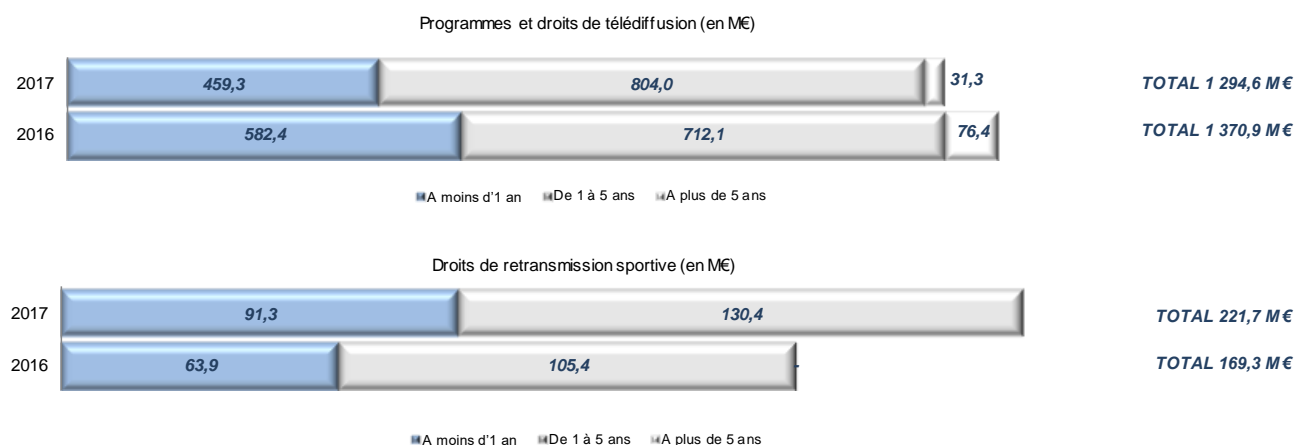 Programmes et droits de télédiffusion (en M€)
2017 459,3 804,0 31,3 TOTAL 1 294,6 M€
2016 582,4 712,1 76,4 TOTAL 1 370,9 M€
A moins d'1 an De 1 à 5 ans A plus de 5 ans
Droits de retransmission sportive (en M€)
2017 91,3 130,4 TOTAL 221,7 M€
2016 63,9 105,4 - TOTAL 169,3 M€
A moins d'1 an De 1 à 5 ans A plus de 5 ans